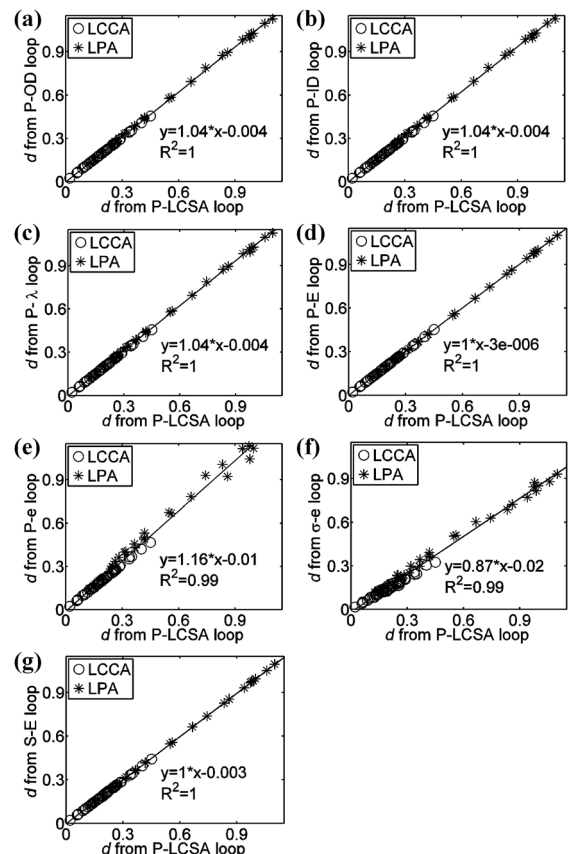 (a)
LCCA
LPA
d from P-OD loop
0.9
0.6
0.3
0
y=1.04*x-0.004
R²=1
0 0.3 0.6 0.9
d from P-LCSA loop
(b)
LCCA
LPA
d from P-ID loop
0.9
0.6
0.3
0
y=1.04*x-0.004
R²=1
0 0.3 0.6 0.9
d from P-LCSA loop
(c)
LCCA
LPA
d from P-λ loop
0.9
0.6
0.3
0
y=1.04*x-0.004
R²=1
0 0.3 0.6 0.9
d from P-LCSA loop
(d)
LCCA
LPA
d from P-E loop
0.9
0.6
0.3
0
y=1*x-3e-006
R²=1
0 0.3 0.6 0.9
d from P-LCSA loop
(e)
LCCA
LPA
d from P-e loop
0.9
0.6
0.3
0
y=1.16*x-0.01
R²=0.99
0 0.3 0.6 0.9
d from P-LCSA loop
(f)
LCCA
LPA
d from σ-e loop
0.9
0.6
0.3
0
y=0.87*x-0.02
R²=0.99
0 0.3 0.6 0.9
d from P-LCSA loop
(g)
LCCA
LPA
d from S-E loop
0.9
0.6
0.3
0
y=1*x-0.003
R²=1
0 0.3 0.6 0.9
d from P-LCSA loop